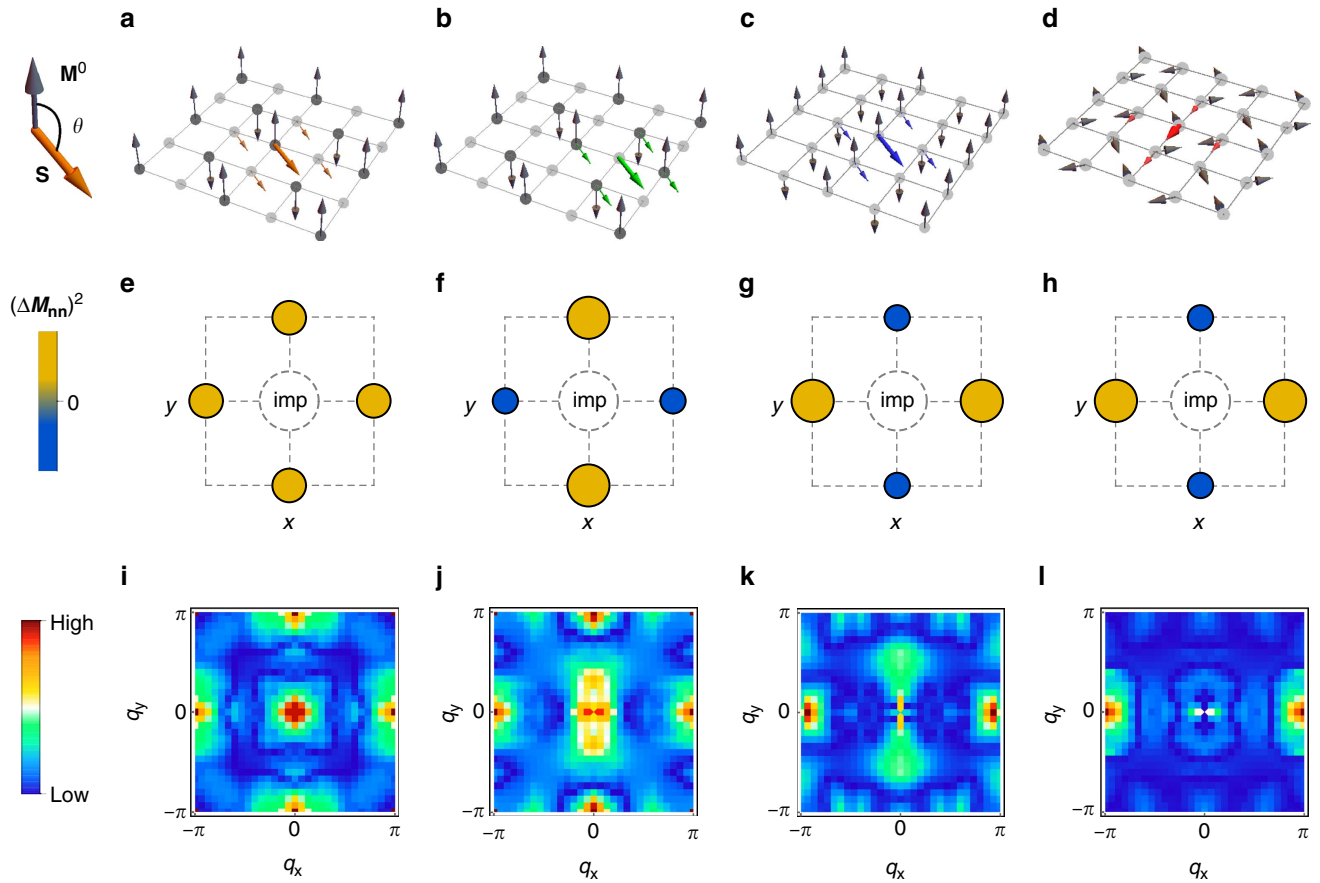 a b c d
M⁰
θ
S
e f g h
(ΔMₙₙ)²
0
y imp y imp y imp y imp
x x x x
i j k l
High
Low
π π π π
qy 0 qy 0 qy 0 qy 0
−π −π −π −π
−π 0 π −π 0 π −π 0 π −π 0 π
qx qx qx qx